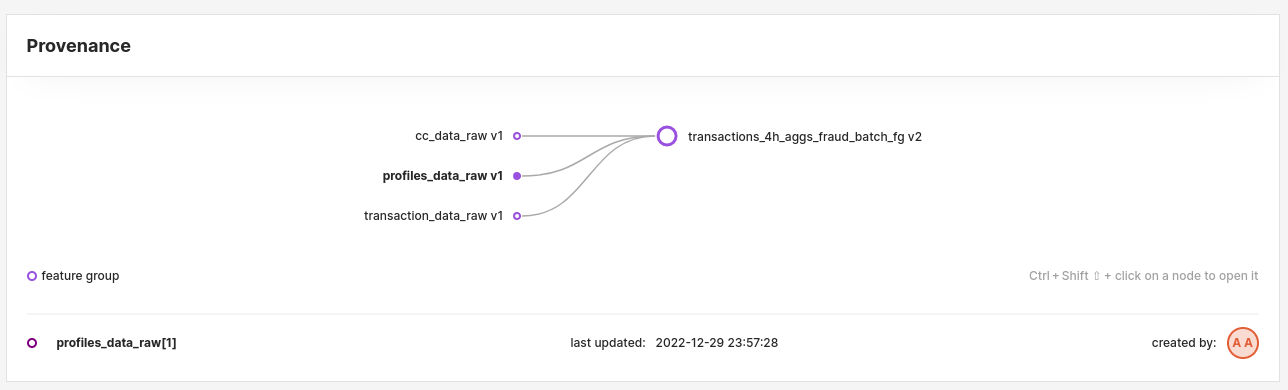 Provenance
cc_data_raw v1
transactions_4h_aggs_fraud_batch_fg v2
profiles_data_raw v1
transaction_data_raw v1
feature group
Ctrl + Shift ⇧ + click on a node to open it
profiles_data_raw[1]
last updated: 2022-12-29 23:57:28
created by: A A